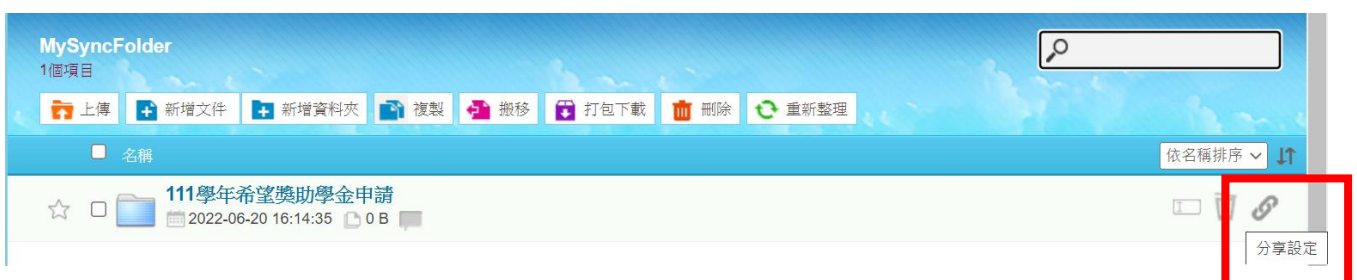 MySyncFolder
1個項目
上傳 新增文件 新增資料夾 複製 搬移 打包下載 刪除 重新整理
名稱 依名稱排序
111學年希望獎助學金申請
2022-06-20 16:14:35 0 B
分享設定